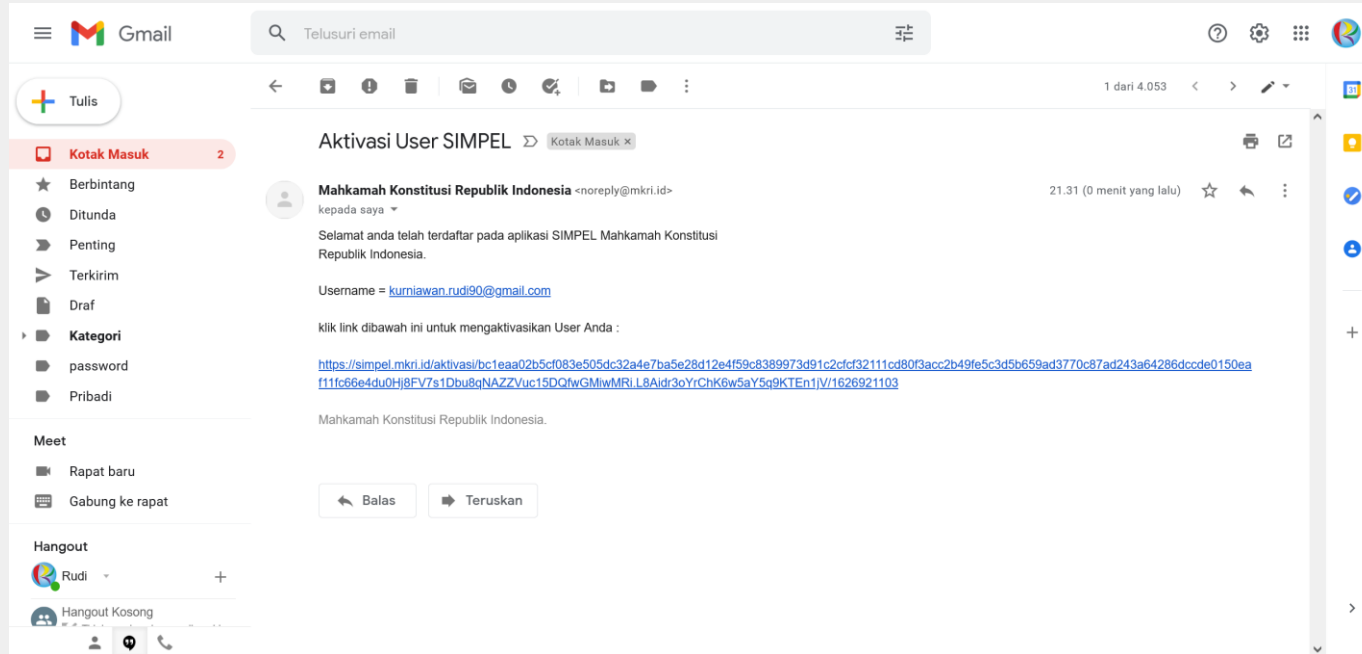 Gmail
Telusuri email
Tulis
1 dari 4.053
31
Aktivasi User SIMPEL
Kotak Masuk ×
Kotak Masuk 2
Berbintang
Ditunda
Penting
Terkirim
Draf
Kategori
password
Pribadi
Mahkamah Konstitusi Republik Indonesia <noreply@mkri.id>
21.31 (0 menit yang lalu)
kepada saya
Selamat anda telah terdaftar pada aplikasi SIMPEL Mahkamah Konstitusi
Republik Indonesia.
Username = kurniawan.rudi90@gmail.com
klik link dibawah ini untuk mengaktivasikan User Anda :
https://simpel.mkri.id/aktivasi/bc1eaa02b5cf083e505dc32a4e7ba5e28d12e4f59c8389973d91c2cfcf32111cd80f3acc2b49fe5c3d5b659ad3770c87ad243a64286dccde0150ea
f11fc66e4du0Hj8FV7s1Dbu8qNAZZVuc15DQfwGMiwMRi.L8Aidr3oYrChK6w5aY5q9KTEn1jV/1626921103
Mahkamah Konstitusi Republik Indonesia.
Balas
Teruskan
Meet
Rapat baru
Gabung ke rapat
Hangout
Rudi
Hangout Kosong